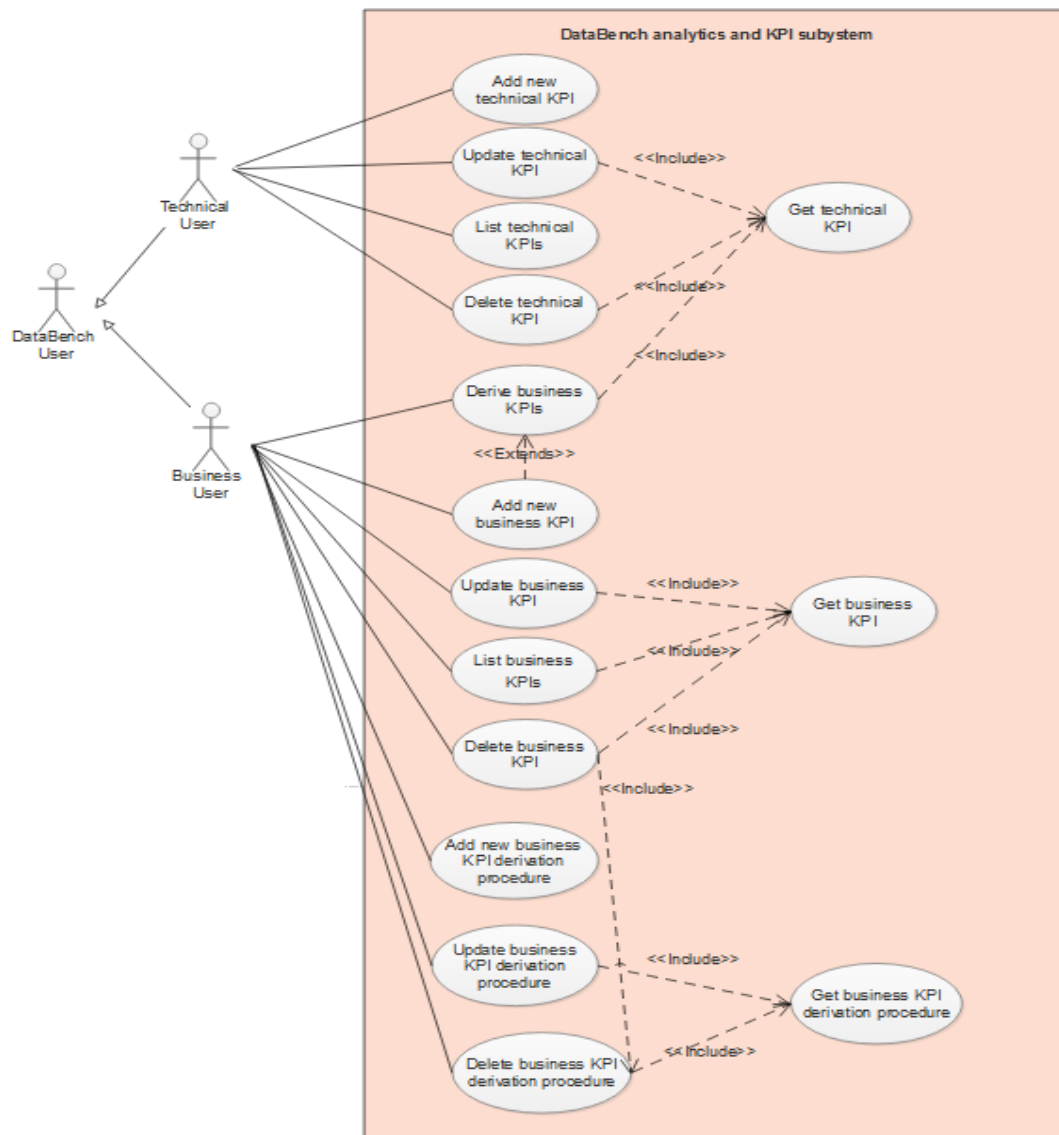 DataBench analytics and KPI subsystem
Add new
technical KPI
Update technical
KPI
<<Include>>
Technical
User
List technical
KPIs
Get technical
KPI
Delete technical
KPI
<<Include>>
DataBench
User
<<Include>>
Derive business
KPIs
<<Extends>>
Business
User
Add new
business KPI
Update business
KPI
<<Include>>
Get business
KPI
List business
KPIs
<<Include>>
Delete business
KPI
<<Include>>
<<Include>>
Add new business
KPI derivation
procedure
Update business
KPI derivation
procedure
<<Include>>
Get business KPI
derivation procedure
<<Include>>
Delete business KPI
derivation procedure